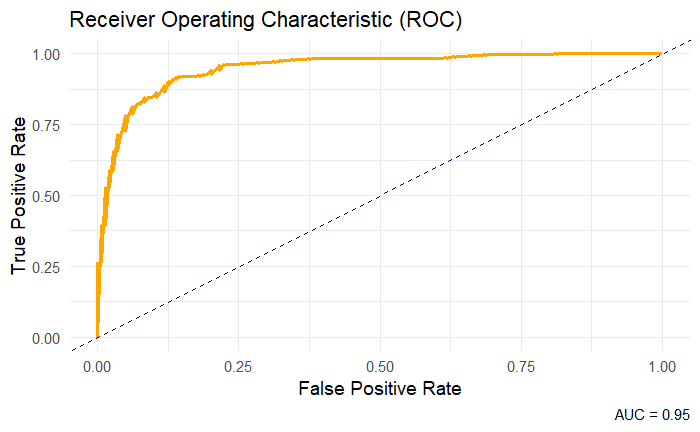 Receiver Operating Characteristic (ROC)
1.00
0.75
0.50
0.25
0.00
True Positive Rate
0.00 0.25 0.50 0.75 1.00
False Positive Rate
AUC = 0.95